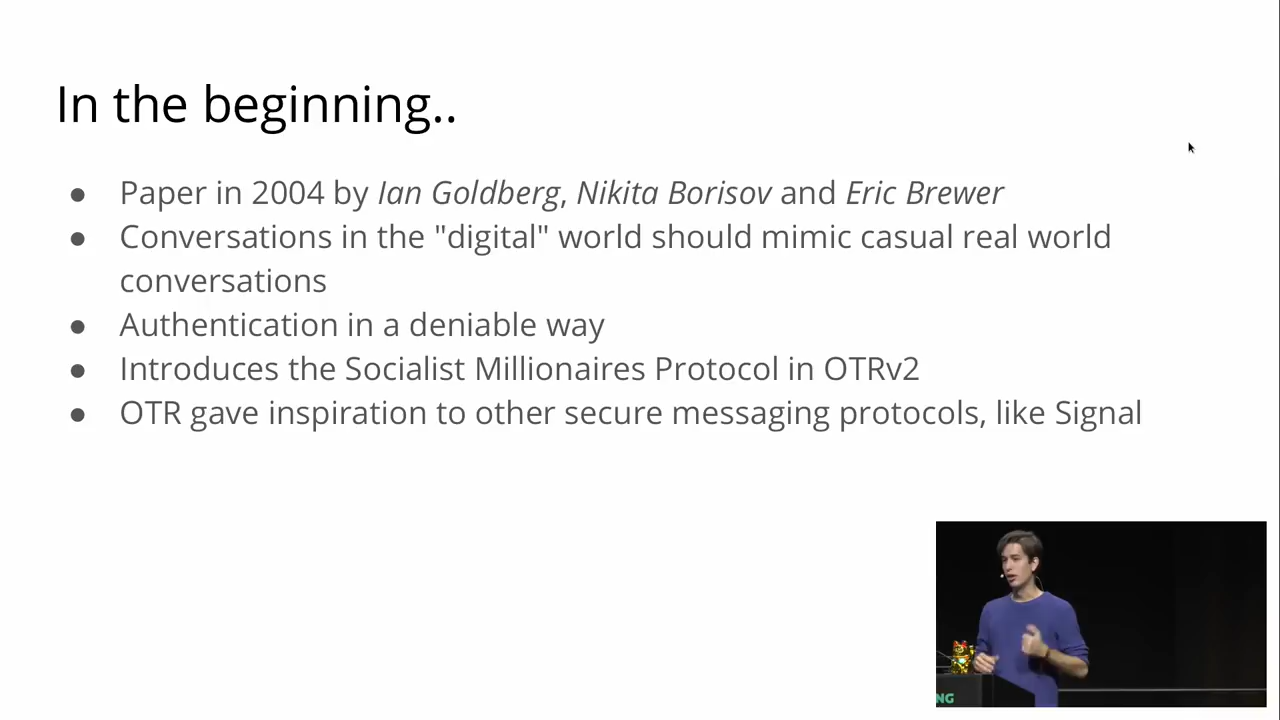 In the beginning..
● Paper in 2004 by Ian Goldberg, Nikita Borisov and Eric Brewer
● Conversations in the "digital" world should mimic casual real world
conversations
● Authentication in a deniable way
● Introduces the Socialist Millionaires Protocol in OTRv2
● OTR gave inspiration to other secure messaging protocols, like Signal
NG